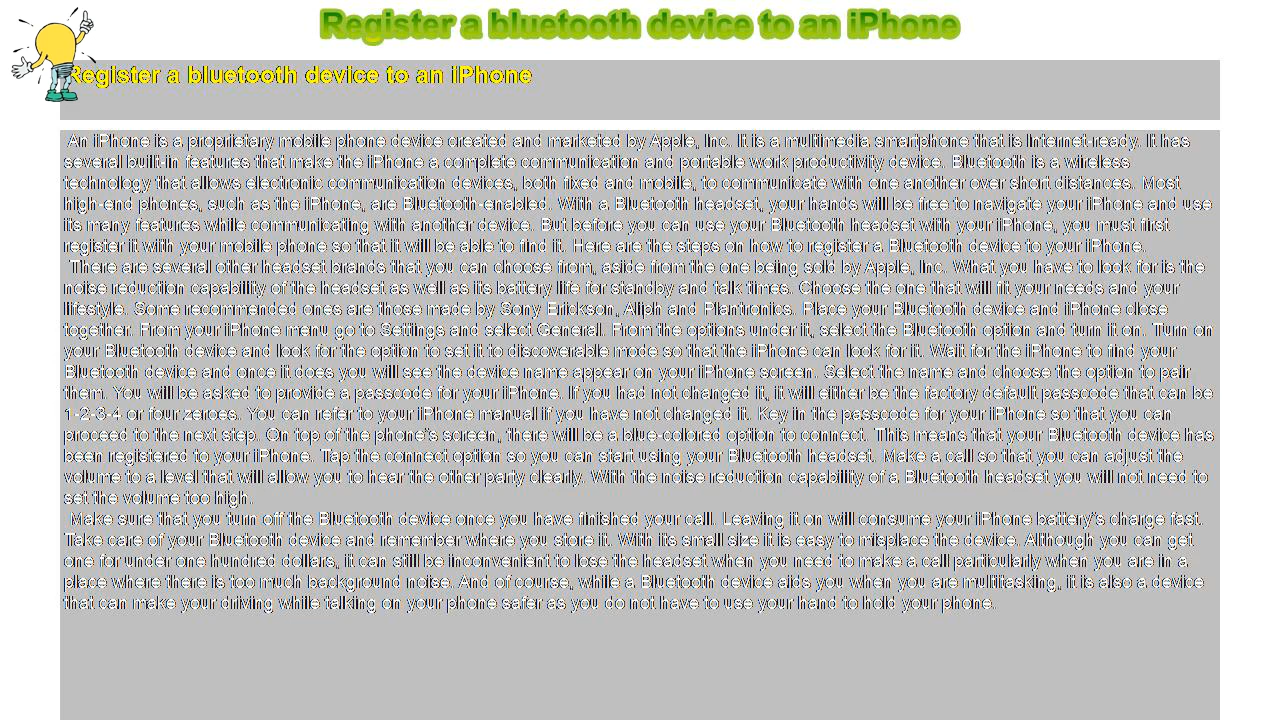 Register a bluetooth device to an iPhone
Register a bluetooth device to an iPhone
An iPhone is a proprietary mobile phone device created and marketed by Apple, Inc. It is a multimedia smartphone that is Internet-ready. It has
several built-in features that make the iPhone a complete communication and portable work productivity device. Bluetooth is a wireless
technology that allows electronic communication devices, both fixed and mobile, to communicate with one another over short distances. Most
high-end phones, such as the iPhone, are Bluetooth-enabled. With a Bluetooth headset, your hands will be free to navigate your iPhone and use
its many features while communicating with another device. But before you can use your Bluetooth headset with your iPhone, you must first
register it with your mobile phone so that it will be able to find it. Here are the steps on how to register a Bluetooth device to your iPhone.
There are several other headset brands that you can choose from, aside from the one being sold by Apple, Inc. What you have to look for is the
noise reduction capability of the headset as well as its battery life for standby and talk times. Choose the one that will fit your needs and your
lifestyle. Some recommended ones are those made by Sony Erickson, Aliph and Plantronics. Place your Bluetooth device and iPhone close
together. From your iPhone menu go to Settings and select General. From the options under it, select the Bluetooth option and turn it on. Turn on
your Bluetooth device and look for the option to set it to discoverable mode so that the iPhone can look for it. Wait for the iPhone to find your
Bluetooth device and once it does you will see the device name appear on your iPhone screen. Select the name and choose the option to pair
them. You will be asked to provide a passcode for your iPhone. If you had not changed it, it will either be the factory default passcode that can be
1-2-3-4 or four zeroes. You can refer to your iPhone manual if you have not changed it. Key in the passcode for your iPhone so that you can
proceed to the next step. On top of the phone's screen, there will be a blue-colored option to connect. This means that your Bluetooth device has
been registered to your iPhone. Tap the connect option so you can start using your Bluetooth headset. Make a call so that you can adjust the
volume to a level that will allow you to hear the other party clearly. With the noise reduction capability of a Bluetooth headset you will not need to
set the volume too high.
Make sure that you turn off the Bluetooth device once you have finished your call. Leaving it on will consume your iPhone battery's charge fast.
Take care of your Bluetooth device and remember where you store it. With its small size it is easy to misplace the device. Although you can get
one for under one hundred dollars, it can still be inconvenient to lose the headset when you need to make a call particularly when you are in a
place where there is too much background noise. And of course, while a Bluetooth device aids you when you are multitasking, it is also a device
that can make your driving while talking on your phone safer as you do not have to use your hand to hold your phone.